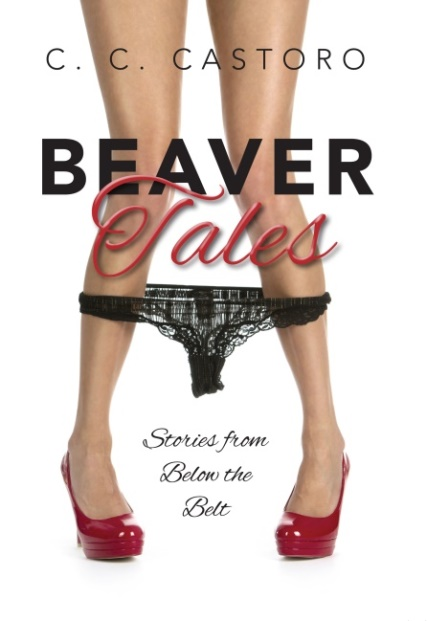 C. C. CASTORO
BEAVER
Tales
Stories from
Below the
Belt